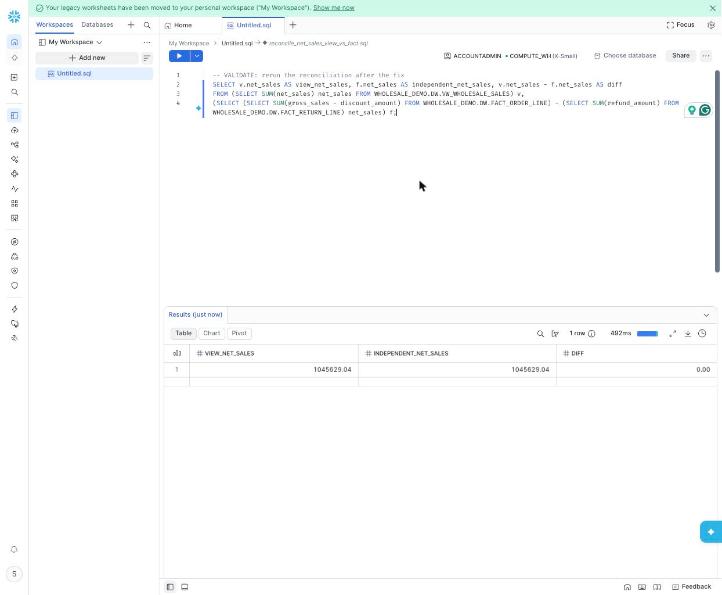 Your legacy worksheets have been moved to your personal workspace ("My Workspace"). Show me now
Workspaces Databases
Home
Untitled.sql
Focus
My Workspace
Add new
Untitled.sql
My Workspace > Untitled.sql > reconcile_net_sales_view_vs_fact.sql
ACCOUNTADMIN • COMPUTE_WH (X-Small)
Choose database
Share
1 -- VALIDATE: rerun the reconciliation after the fix
2 SELECT v.net_sales AS view_net_sales, f.net_sales AS independent_net_sales, v.net_sales - f.net_sales AS diff
3 FROM (SELECT SUM(net_sales) net_sales FROM WHOLESALE_DEMO.DW.VW_WHOLESALE_SALES) v,
4 (SELECT (SELECT SUM(gross_sales - discount_amount) FROM WHOLESALE_DEMO.DW.FACT_ORDER_LINE) - (SELECT SUM(refund_amount) FROM
WHOLESALE_DEMO.DW.FACT_RETURN_LINE) net_sales) f;
Results (just now)
Table Chart Pivot
1 row
492ms
VIEW_NET_SALES INDEPENDENT_NET_SALES DIFF
1 1045629.04 1045629.04 0.00
S
Feedback